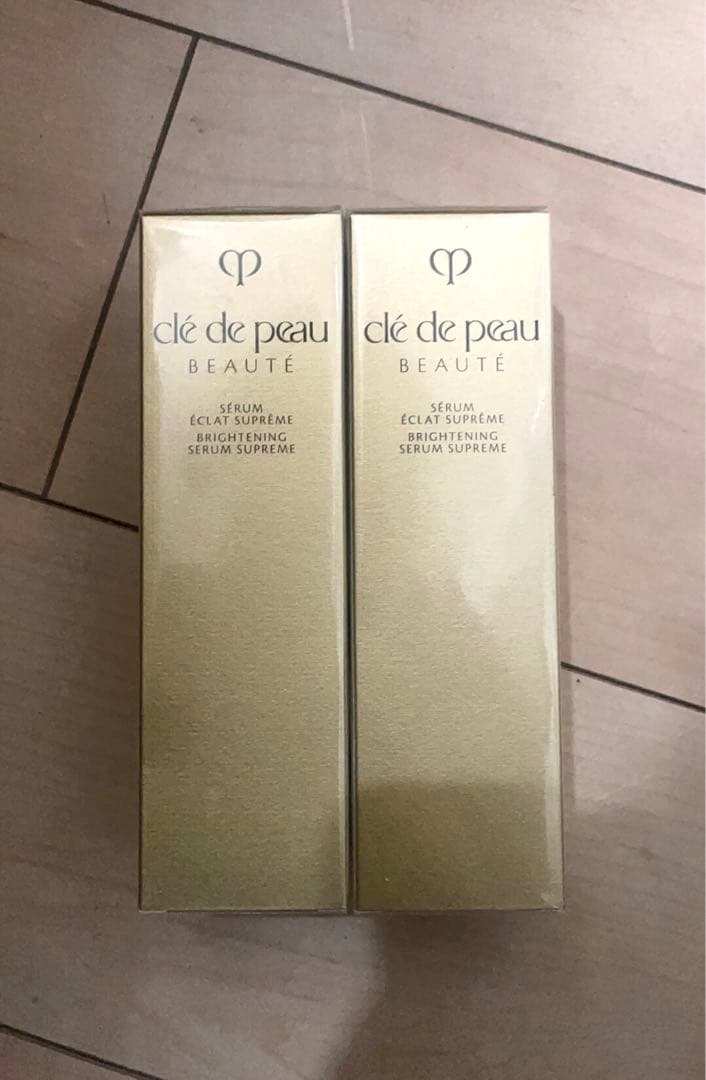 clé de peau
BEAUTÉ
SÉRUM
ÉCLAT SUPRÊME
BRIGHTENING
SERUM SUPREME
clé de peau
BEAUTÉ
SÉRUM
ÉCLAT SUPRÊME
BRIGHTENING
SERUM SUPREME